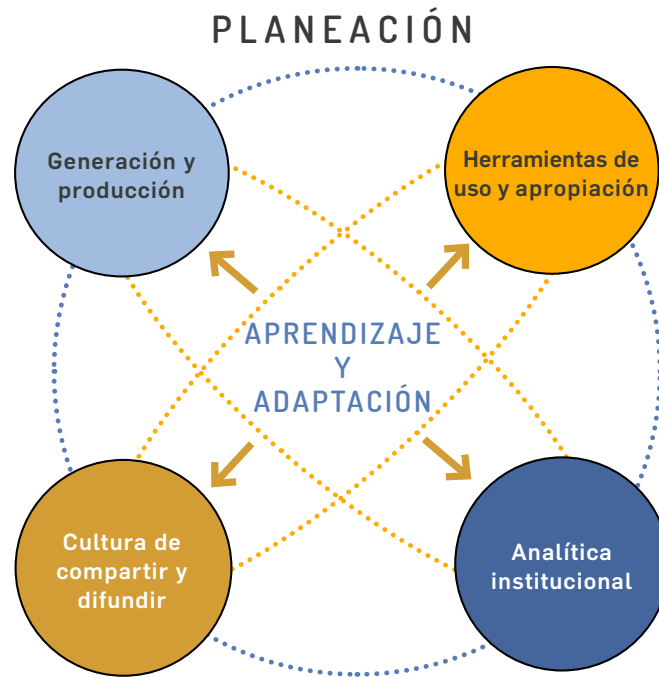 PLANEACIÓN
Generación y
producción
Herramientas de
uso y apropiación
APRENDIZAJE
Y
ADAPTACIÓN
Cultura de
compartir y
difundir
Analítica
institucional